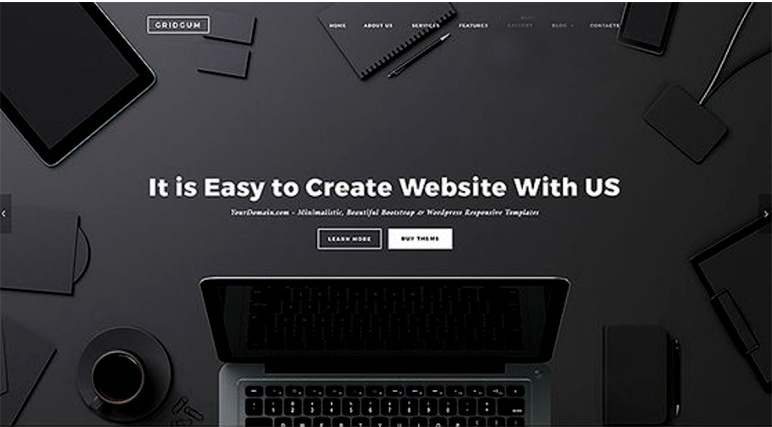 GRIDGUM
HOME ABOUT US SERVICES FEATURES GALLERY BLOG CONTACTS
It is Easy to Create Website With US
YourDomain.com - Minimalistic, Beautiful Bootstrap & Wordpress Responsive Templates
LEARN MORE BUY THEME